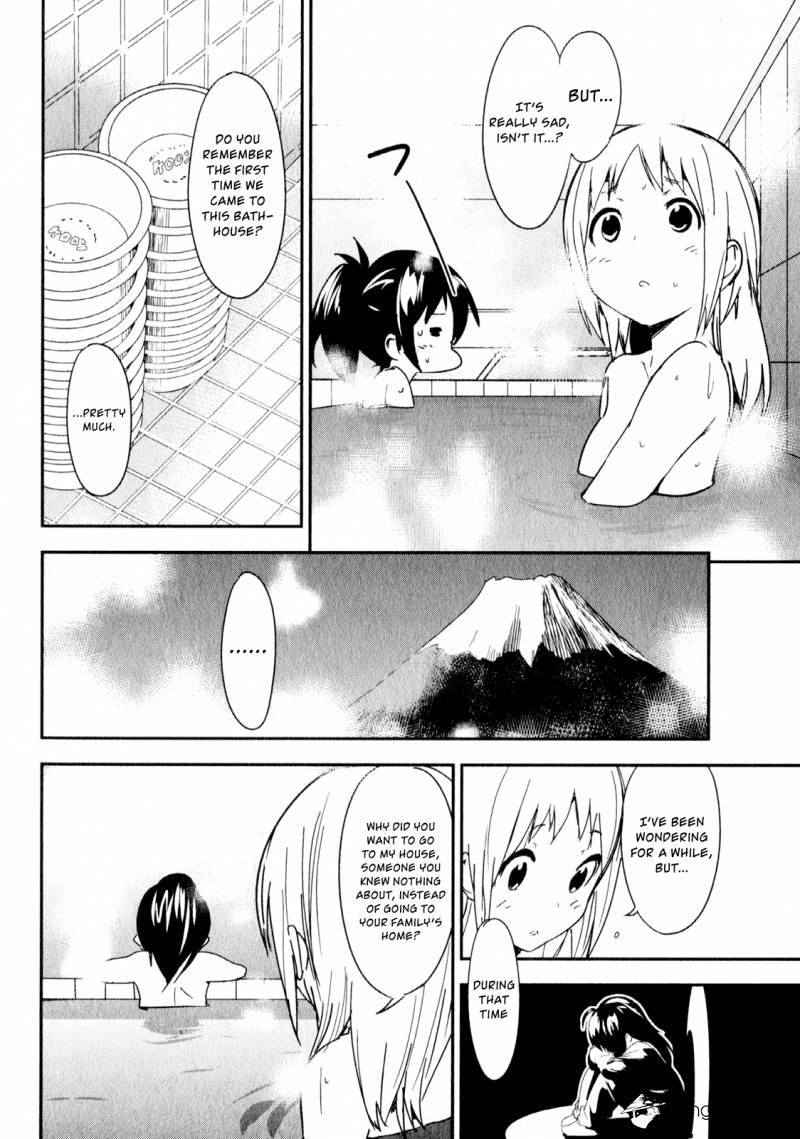 BUT...
IT'S
REALLY SAD,
ISN'T IT...?
フ
DO YOU
REMEMBER
THE FIRST
TIME WE
CAME TO
THIS BATH-
HOUSE?
...PRETTY
MUCH.
......
I'VE BEEN
WONDERING
FOR A WHILE,
BUT...
DURING
THAT
TIME
WHY DID YOU
WANT TO GO
TO MY HOUSE,
SOMEONE YOU
KNEW NOTHING
ABOUT, INSTEAD
OF GOING TO
YOUR FAMILY'S
HOME?